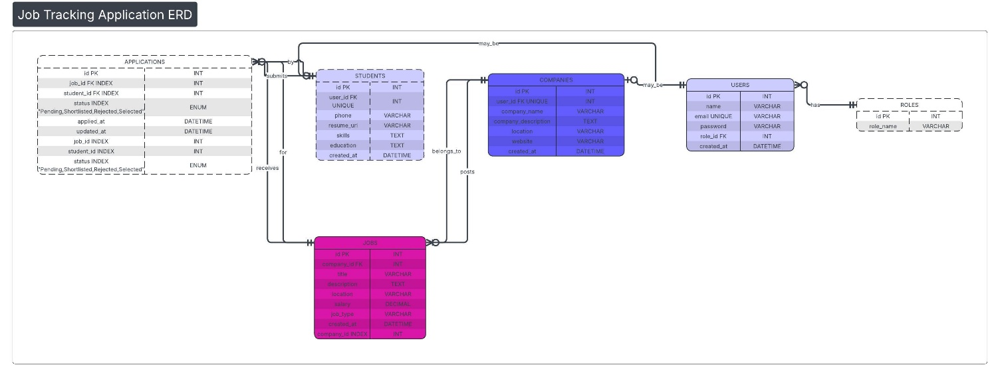 Job Tracking Application ERD
may_be
APPLICATIONS
id PK INT
job_id FK INDEX INT
student_id FK INDEX INT
status INDEX
"Pending,Shortlisted,Rejected,Selected" ENUM
applied_at DATETIME
updated_at DATETIME
job_id INDEX INT
student_id INDEX INT
status INDEX
"Pending,Shortlisted,Rejected,Selected" ENUM
by
submits
receives
for
STUDENTS
id PK INT
user_id FK
UNIQUE INT
phone VARCHAR
resume_url VARCHAR
skills TEXT
education TEXT
created_at DATETIME
belongs_to
posts
COMPANIES
id PK INT
user_id FK UNIQUE INT
company_name VARCHAR
company_description TEXT
location VARCHAR
website VARCHAR
created_at DATETIME
may_be
USERS
id PK INT
name VARCHAR
email UNIQUE VARCHAR
password VARCHAR
role_id FK INT
created_at DATETIME
has
ROLES
id PK INT
role_name VARCHAR
JOBS
id PK INT
company_id FK INT
title VARCHAR
description TEXT
location VARCHAR
salary DECIMAL
job_type VARCHAR
created_at DATETIME
company_id INDEX INT